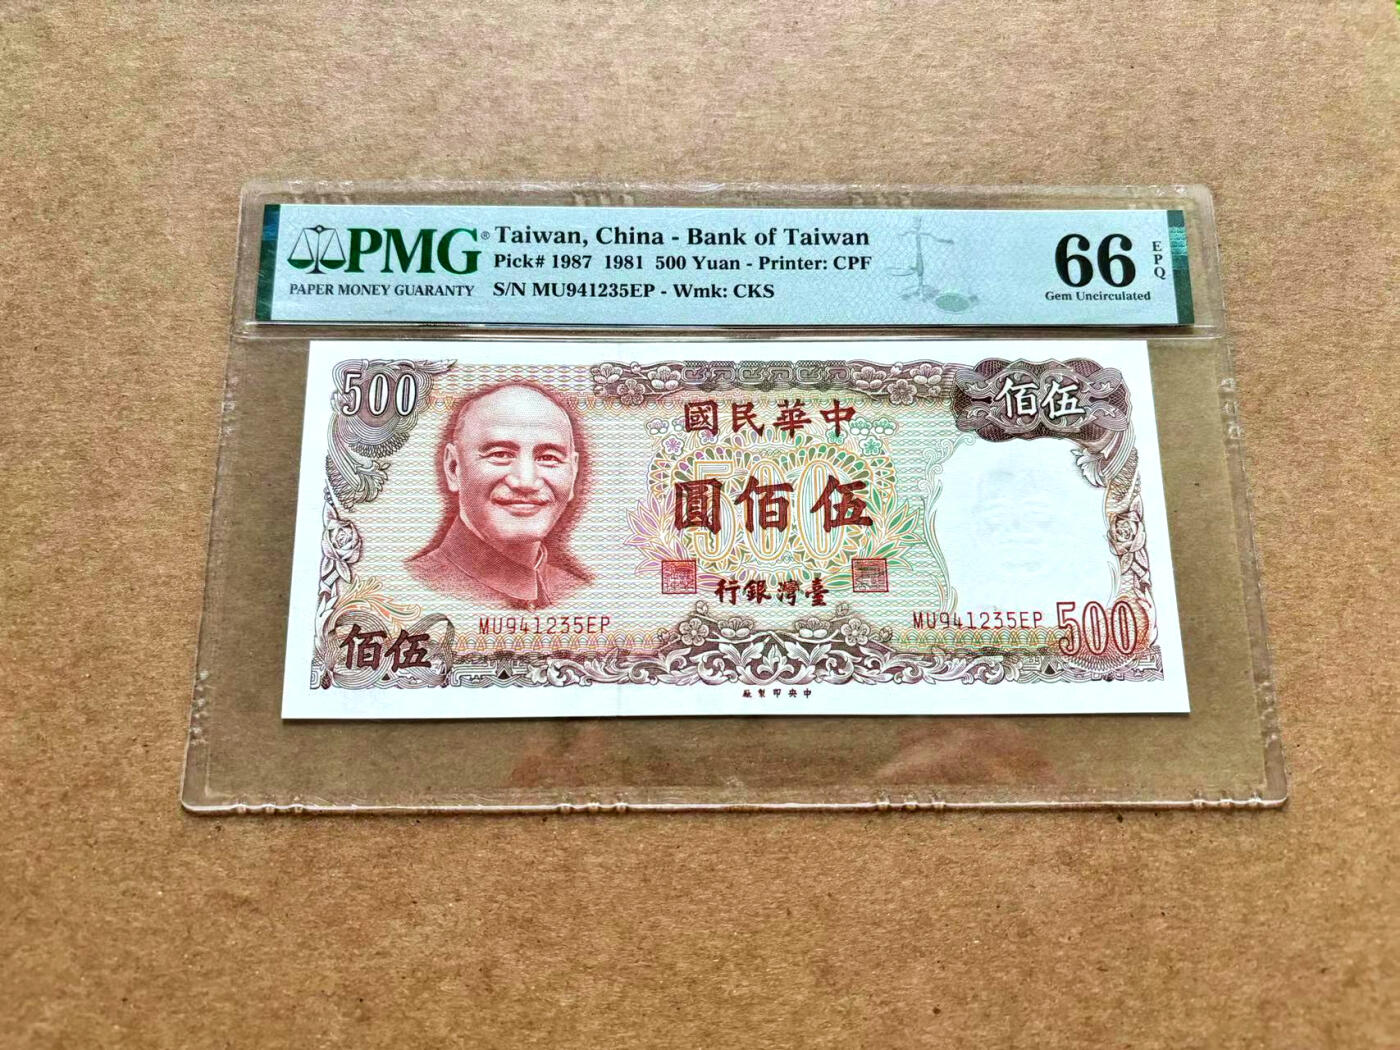 PMG®
PAPER MONEY GUARANTY
Taiwan, China - Bank of Taiwan
Pick# 1987 1981 500 Yuan - Printer: CPF
S/N MU941235EP - Wmk: CKS
66
EPQ
Gem Uncirculated
500
佰伍
國民華中
500
圓佰伍
行銀灣臺
MU941235EP
MU941235EP
500
佰伍
廠製印央中